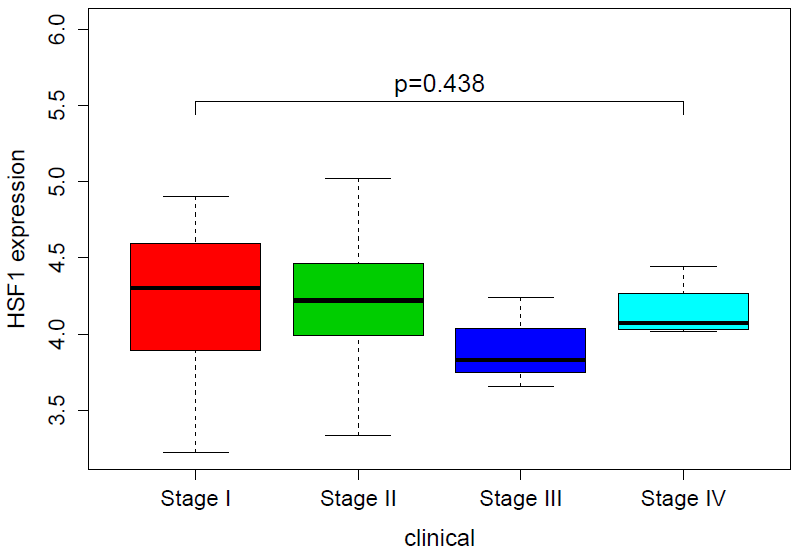 p=0.438
HSF1 expression
6.0
5.5
5.0
4.5
4.0
3.5
Stage I
Stage II
Stage III
Stage IV
clinical